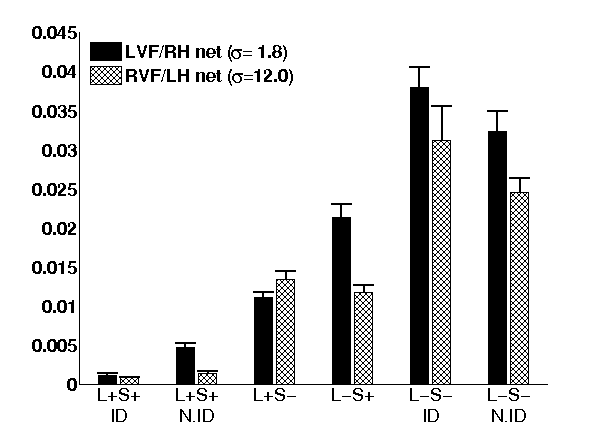 0.045
LVF/RH net (σ= 1.8)
0.04
RVF/LH net (σ=12.0)
0.035
0.03
0.025
0.02
0.015
0.01
0.005
0
L+S+ L+S+ L+S− L−S+ L−S− L−S−
ID N.ID ID N.ID